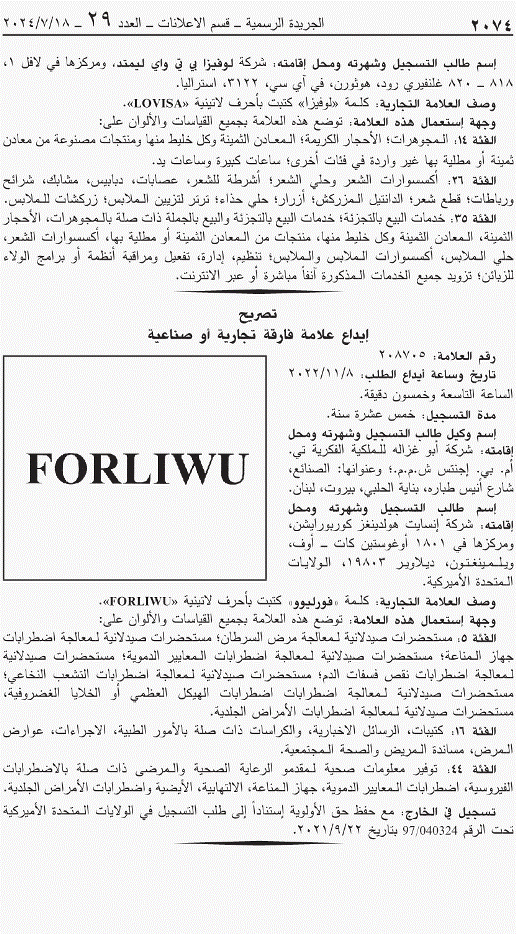 ٢٠٧٤
الجريدة الرسمية ــ قسم الاعلانات ــ العدد ٢٩ ــ ٢٠٢٤/٧/١٨
إسم طالب التسجيل وشهرته ومحل إقامته: شركة لوفيزا بي تي واي ليمتد، ومركزها في لافل ١،
٨١٨ ــ ٨٢٠ غلنفيري رود، هوثورن، في آي سي، ٣١٢٢، استراليا.
وصف العلامة التجارية: كلمة «لوفيزا» كتبت بأحرف لاتينية «LOVISA».
وجهة إستعمال هذه العلامة: توضع هذه العلامة بجميع القياسات والألوان على:
الفئة ١٤: المجوهرات؛ الأحجار الكريمة؛ المعادن الثمينة وكل خليط منها ومنتجات مصنوعة من معادن
ثمينة أو مطلية بها غير واردة في فئات أخرى؛ ساعات كبيرة وساعات يد.
الفئة ٢٦: أكسسوارات الشعر وحلي الشعر؛ أشرطة للشعر، عصابات، دبابيس، مشابك، شرائح
ورباطات؛ قطع شعر؛ الدانتيل المزركش؛ أزرار؛ حلي حذاء؛ ترتر لتزيين الملابس؛ زركشات للملابس.
الفئة ٣٥: خدمات البيع بالتجزئة؛ خدمات البيع بالتجزئة والبيع بالجملة ذات صلة بالمجوهرات، الأحجار
الثمينة، المعادن الثمينة وكل خليط منها، منتجات من المعادن الثمينة أو مطلية بها، أكسسوارات الشعر،
حلي الملابس، أكسسوارات الملابس والملابس؛ تنظيم، إدارة، تفعيل ومراقبة أنظمة أو برامج الولاء
للزبائن؛ تزويد جميع الخدمات المذكورة آنفاً مباشرة أو عبر الانترنت.
تصريح
إيداع علامة فارقة تجارية أو صناعية
رقم العلامة: ٢٠٨٧٠٥
تاريخ وساعة أيداع الطلب: ٢٠٢٢/١١/٨
الساعة التاسعة وخمسون دقيقة.
مدة التسجيل: خمس عشرة سنة.
إسم وكيل طالب التسجيل وشهرته ومحل
إقامته: شركة أبو غزاله للملكية الفكرية تي.
أم. بي. إجنتس ش.م.م.؛ وعنوانها: الصنائع،
شارع أنيس طباره، بناية الحلبي، بيروت، لبنان.
إسم طالب التسجيل وشهرته ومحل
إقامته: شركة إنسايت هولدينغز كوربورايشن،
ومركزها في ١٨٠١ أوغوستين كات ــ أوف،
ويلمينغتون، ديلاوير ١٩٨٠٣، الولايات
المتحدة الأميركية.
FORLIWU
وصف العلامة التجارية: كلمة «فورليوو» كتبت بأحرف لاتينية «FORLIWU».
وجهة إستعمال هذه العلامة: توضع هذه العلامة بجميع القياسات والألوان على:
الفئة ٥: مستحضرات صيدلانية لمعالجة مرض السرطان؛ مستحضرات صيدلانية لمعالجة اضطرابات
جهاز المناعة؛ مستحضرات صيدلانية لمعالجة اضطرابات المعايير الدموية؛ مستحضرات صيدلانية
لمعالجة اضطرابات نقص فسفات الدم؛ مستحضرات صيدلانية لمعالجة اضطرابات التشعب النخاعي؛
مستحضرات صيدلانية لمعالجة اضطرابات اضطرابات الهيكل العظمي أو الخلايا الغضروفية،
مستحضرات صيدلانية لمعالجة اضطرابات الأمراض الجلدية.
الفئة ١٦: كتيبات، الرسائل الاخبارية، والكراسات ذات صلة بالأمور الطبية، الاجراءات، عوارض
المرض، مساندة المريض والصحة المجتمعية.
الفئة ٤٤: توفير معلومات صحية لمقدمو الرعاية الصحية والمرضى ذات صلة بالاضطرابات
الفيروسية، اضطرابات المعايير الدموية، جهاز المناعة، الالتهابية، الأيضية واضطرابات الأمراض الجلدية.
تسجيل في الخارج: مع حفظ حق الأولوية إستناداً إلى طلب التسجيل في الولايات المتحدة الأميركية
تحت الرقم 97/040324 بتاريخ ٢٠٢١/٩/٢٢.